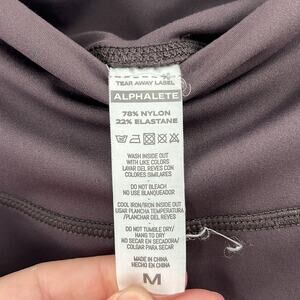 TEAR AWAY LABEL
ALPHALETE
78% NYLON
22% ELASTANE
WASH INSIDE OUT
WITH LIKE COLORS
LAVAR DEL REVES CON
COLORES SIMILARES
DO NOT BLEACH
NO USE BLANQUEADOR
COOL IRON/IRON INSIDE OUT
USAR PLANCHA TEMPERATURA
/PLANCHAR DEL REVES
DO NOT TUMBLE DRY/
HANG TO DRY
NO SECAR EN SECADORA/
COLGAR PARA SECAR
MADE IN CHINA
HECHO EN CHINA
M